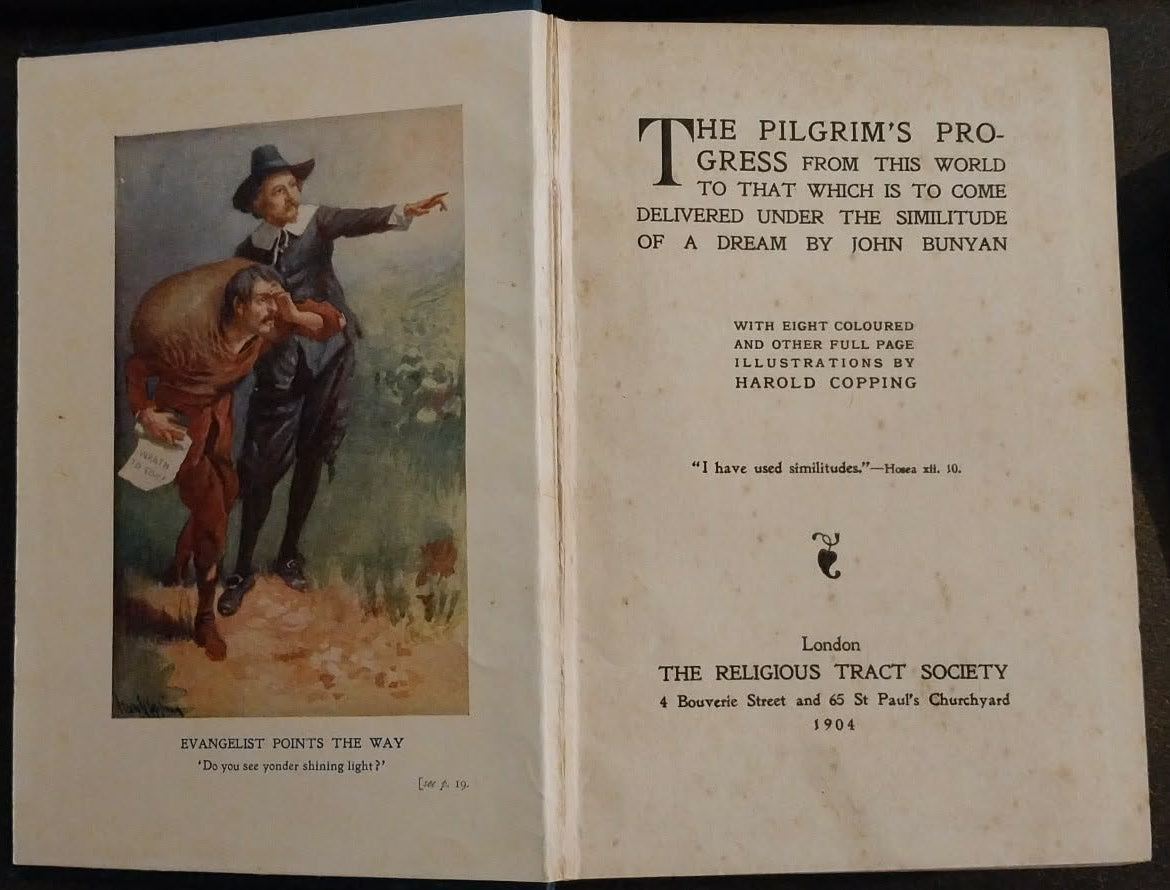 WRATH
EVANGELIST POINTS THE WAY
'Do you see yonder shining light?'
[see p. 19.
THE PILGRIM'S PRO-
GRESS FROM THIS WORLD
TO THAT WHICH IS TO COME
DELIVERED UNDER THE SIMILITUDE
OF A DREAM BY JOHN BUNYAN
WITH EIGHT COLOURED
AND OTHER FULL PAGE
ILLUSTRATIONS BY
HAROLD COPPING
"I have used similitudes."—Hosea xii. 10.
London
THE RELIGIOUS TRACT SOCIETY
4 Bouverie Street and 65 St Paul's Churchyard
1904